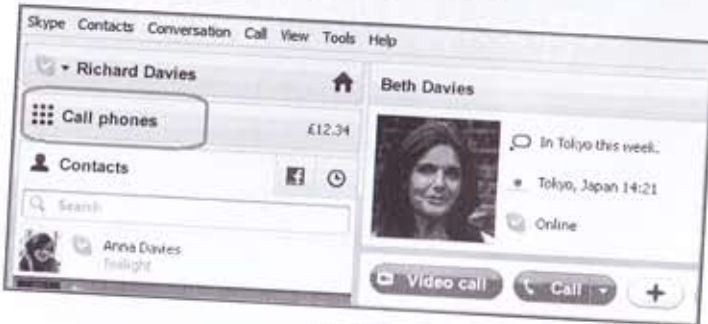 Skype Contacts Conversation Call View Tools Help
Richard Davies
Call phones £12.34
Contacts
Search
Anna Davies
Beth Davies
In Tokyo this week.
Tokyo, Japan 14:21
Online
Video call Call +